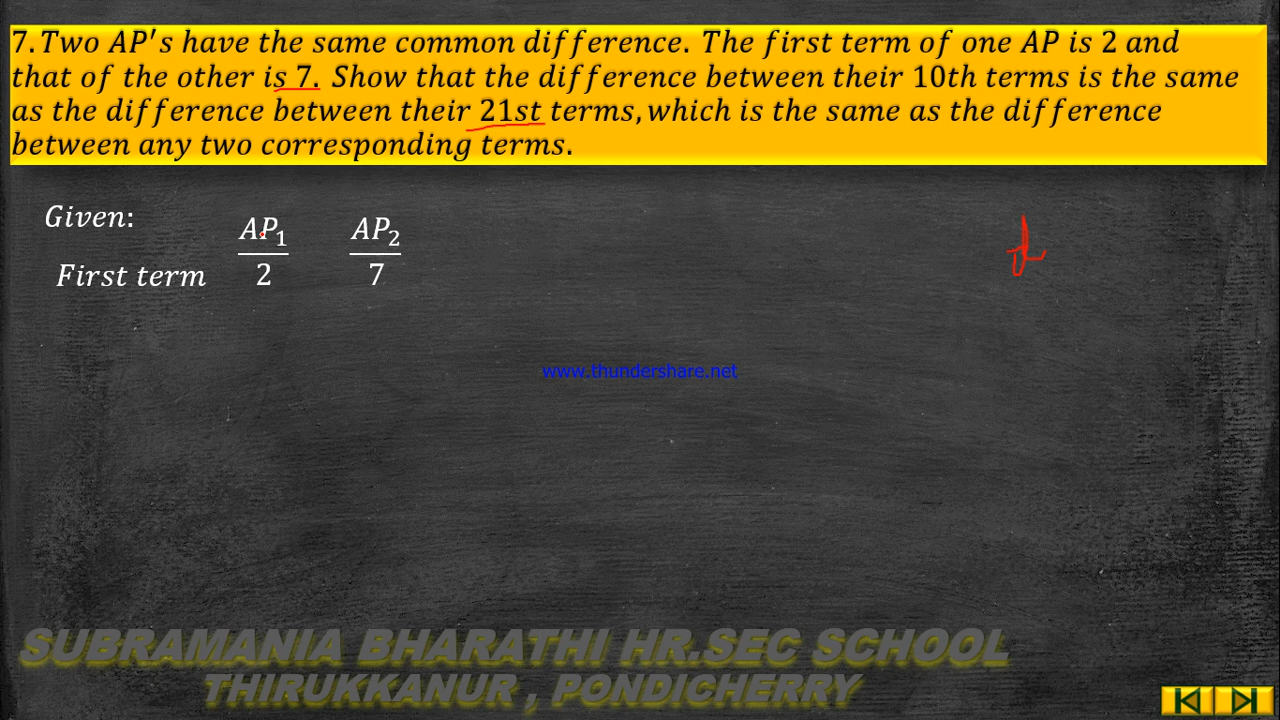 7. Two AP's have the same common difference. The first term of one AP is 2 and
that of the other is 7. Show that the difference between their 10th terms is the same
as the difference between their 21st terms, which is the same as the difference
between any two corresponding terms.
Given:
AP₁ AP₂
First term 2 7
d
www.thundershare.net
SUBRAMANIA BHARATHI HR.SEC SCHOOL
THIRUKKANUR , PONDICHERRY